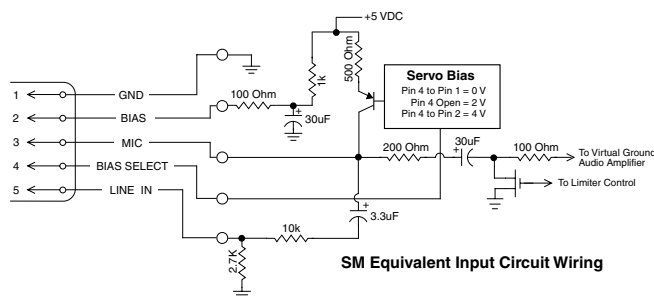 +5 VDC
500 Ohm
1k
Servo Bias
Pin 4 to Pin 1 = 0 V
Pin 4 Open = 2 V
Pin 4 to Pin 2 = 4 V
1 GND
2 BIAS
100 Ohm
+
30uF
3 MIC
200 Ohm
30uF
+
100 Ohm
To Virtual Ground
Audio Amplifier
To Limiter Control
4 BIAS SELECT
5 LINE IN
+
3.3uF
10k
2.7K
SM Equivalent Input Circuit Wiring